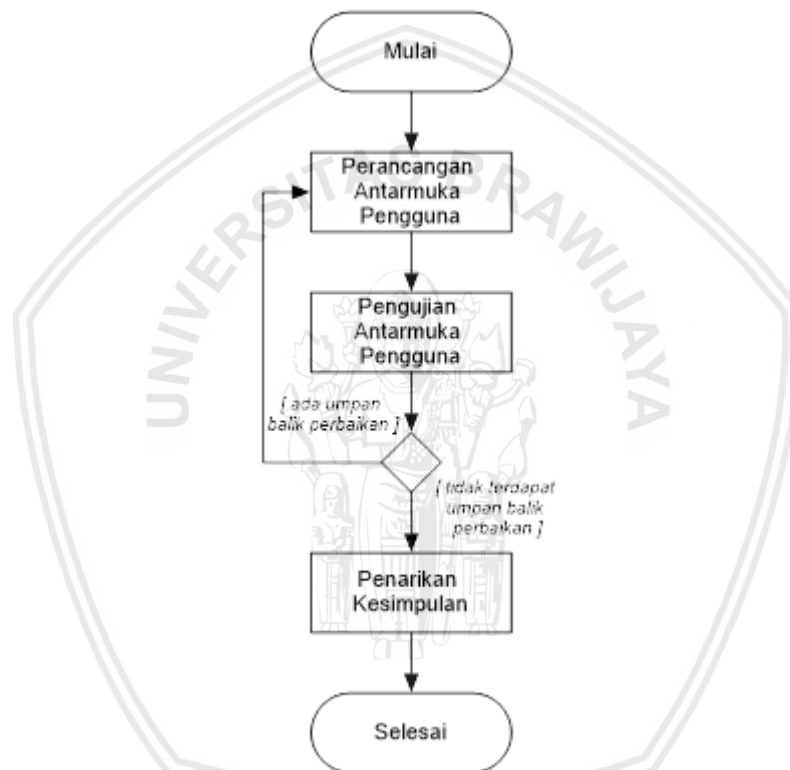 Mulai
UNIVERSITAS BRAWIJAYA
Perancangan
Antarmuka
Pengguna
Pengujian
Antarmuka
Pengguna
[ ada umpan
balik perbaikan ]
[ tidak terdapat
umpan balik
perbaikan ]
Penarikan
Kesimpulan
Selesai